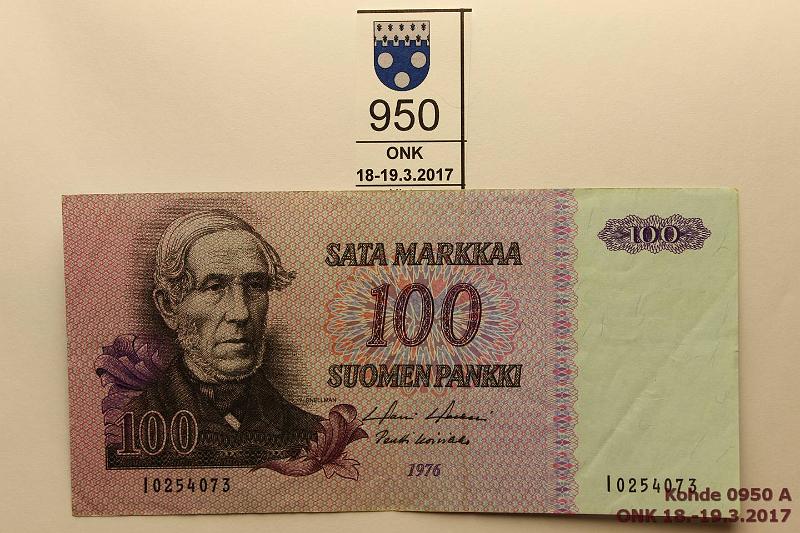 950
ONK
18-19.3.2017
100
SATA MARKKAA
100
SUOMEN PANKKI
SNELLMAN
100
1976
I0254073
I0254073
Kohde 0950 A
ONK 18.-19.3.2017